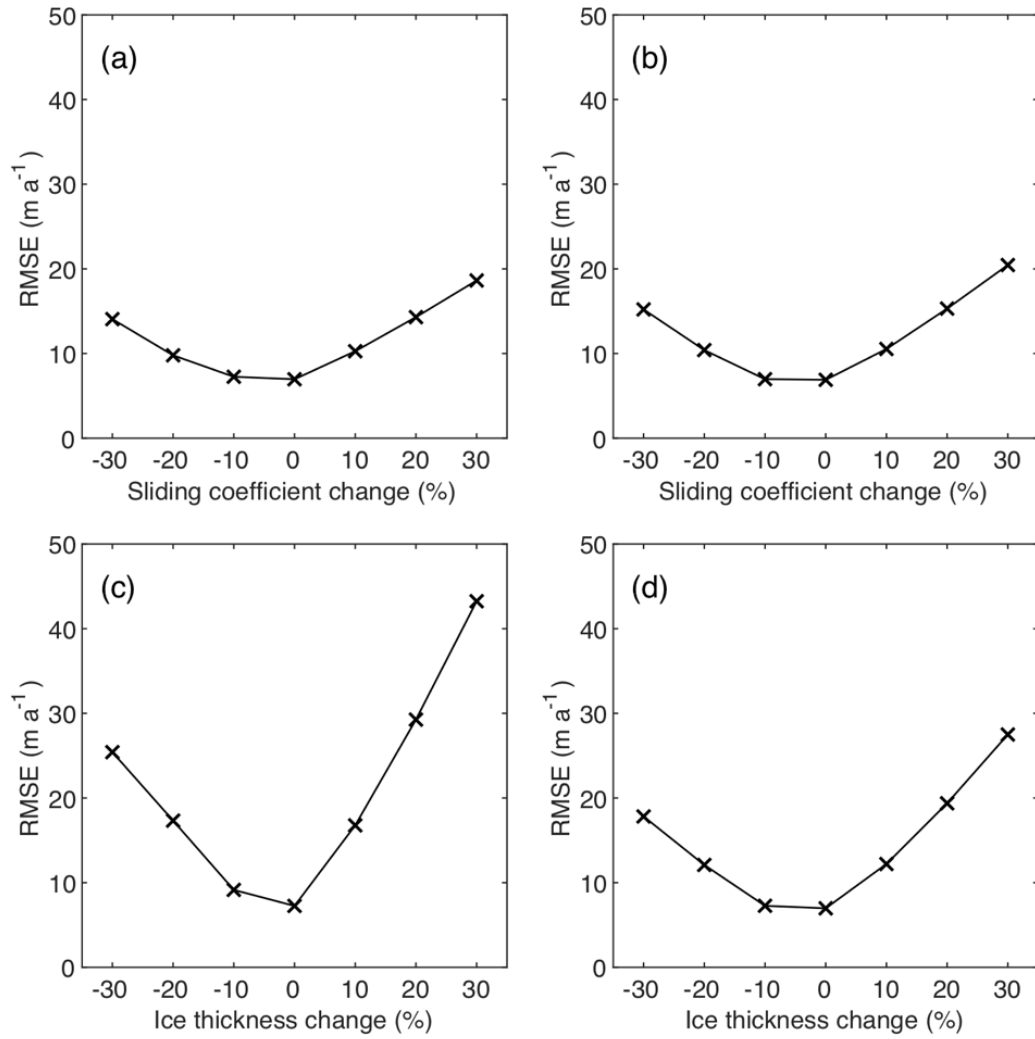 (a)
50
40
30
20
10
0
RMSE (m a⁻¹)
-30 -20 -10 0 10 20 30
Sliding coefficient change (%)
(b)
50
40
30
20
10
0
RMSE (m a⁻¹)
-30 -20 -10 0 10 20 30
Sliding coefficient change (%)
(c)
50
40
30
20
10
0
RMSE (m a⁻¹)
-30 -20 -10 0 10 20 30
Ice thickness change (%)
(d)
50
40
30
20
10
0
RMSE (m a⁻¹)
-30 -20 -10 0 10 20 30
Ice thickness change (%)